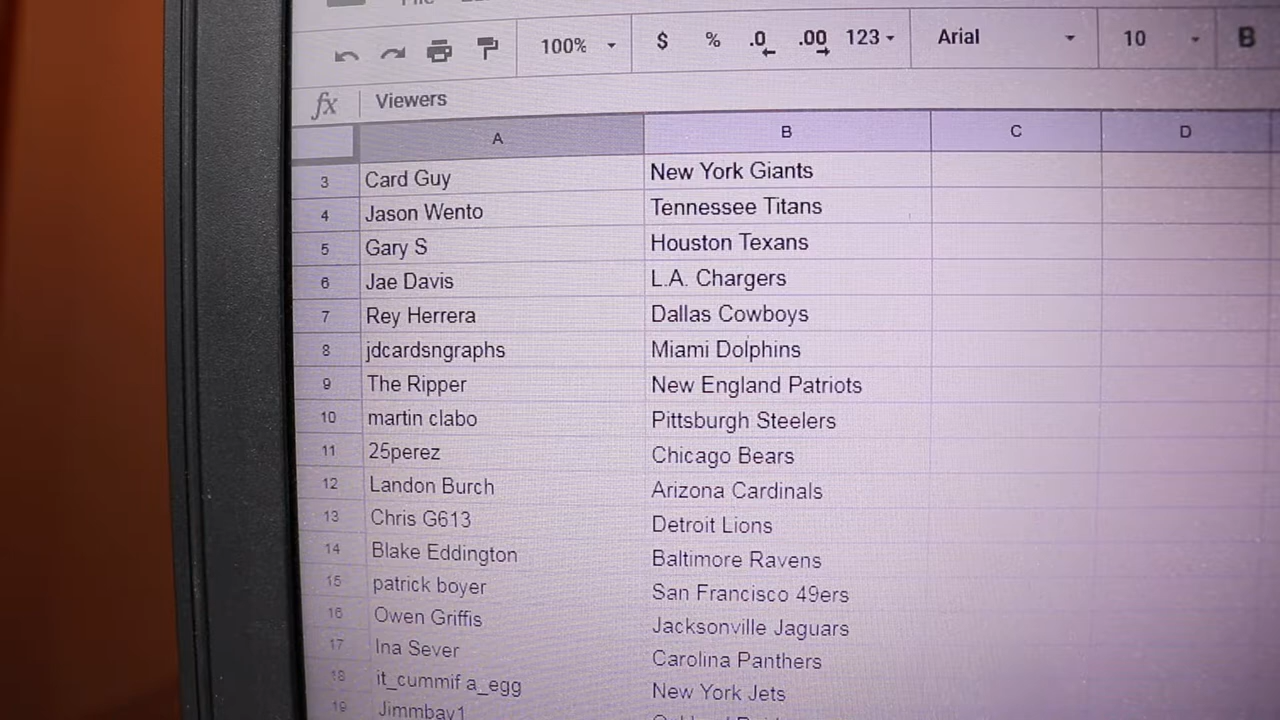 100% $ % .0 .00 123 Arial 10 B
fx Viewers
A B C D
3 Card Guy New York Giants
4 Jason Wento Tennessee Titans
5 Gary S Houston Texans
6 Jae Davis L.A. Chargers
7 Rey Herrera Dallas Cowboys
8 jdcardsngraphs Miami Dolphins
9 The Ripper New England Patriots
10 martin clabo Pittsburgh Steelers
11 25perez Chicago Bears
12 Landon Burch Arizona Cardinals
13 Chris G613 Detroit Lions
14 Blake Eddington Baltimore Ravens
15 patrick boyer San Francisco 49ers
16 Owen Griffis Jacksonville Jaguars
17 Ina Sever Carolina Panthers
18 it_cummif a_egg New York Jets
19 Jimmbay1